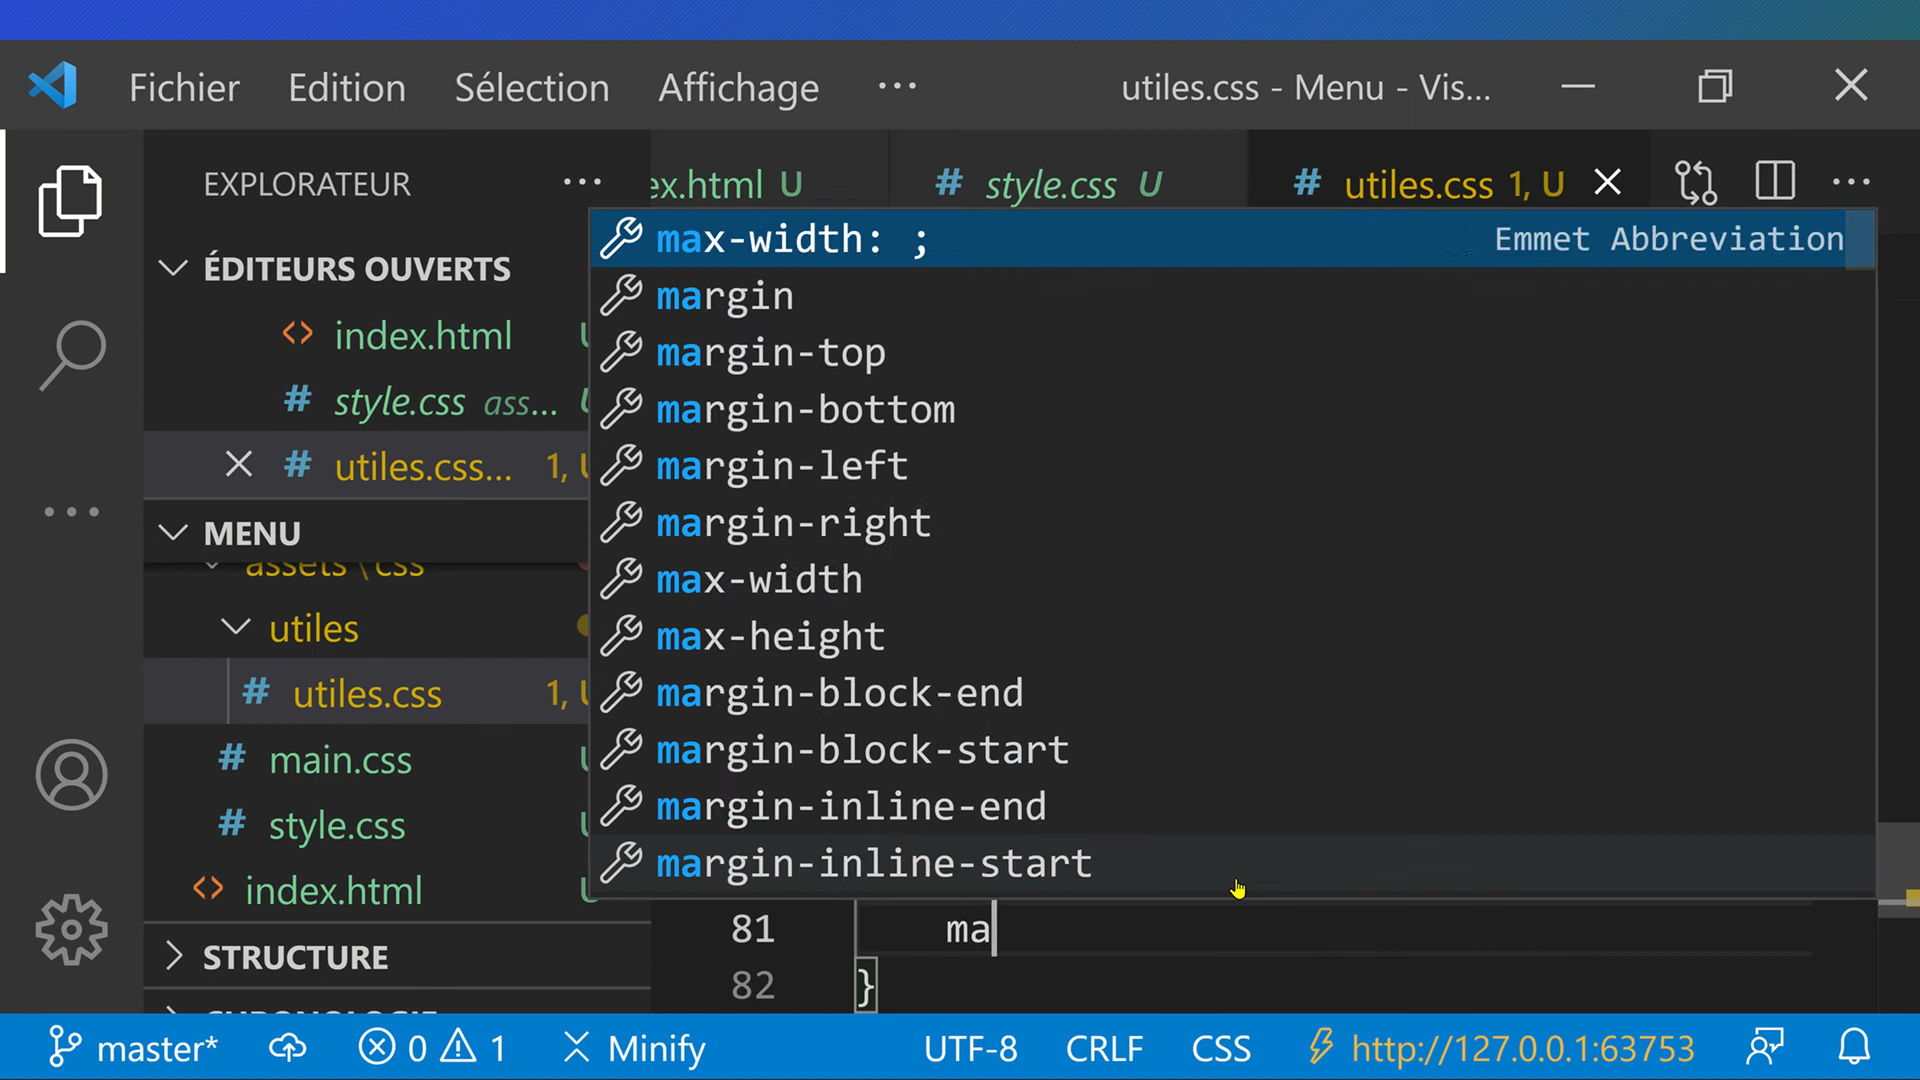 Fichier Edition Sélection Affichage ··· utiles.css - Menu - Vis...
EXPLORATEUR ···
ex.html U
# style.css U
# utiles.css 1, U
ÉDITEURS OUVERTS
<> index.html
# style.css ass...
# utiles.css... 1, U
MENU
assets\css
utiles
# utiles.css 1, U
# main.css
# style.css
<> index.html
STRUCTURE
CHRONOLOGIE
max-width: ; Emmet Abbreviation
margin
margin-top
margin-bottom
margin-left
margin-right
max-width
max-height
margin-block-end
margin-block-start
margin-inline-end
margin-inline-start
81 ma
82 }
master* 0 1 Minify UTF-8 CRLF CSS http://127.0.0.1:63753